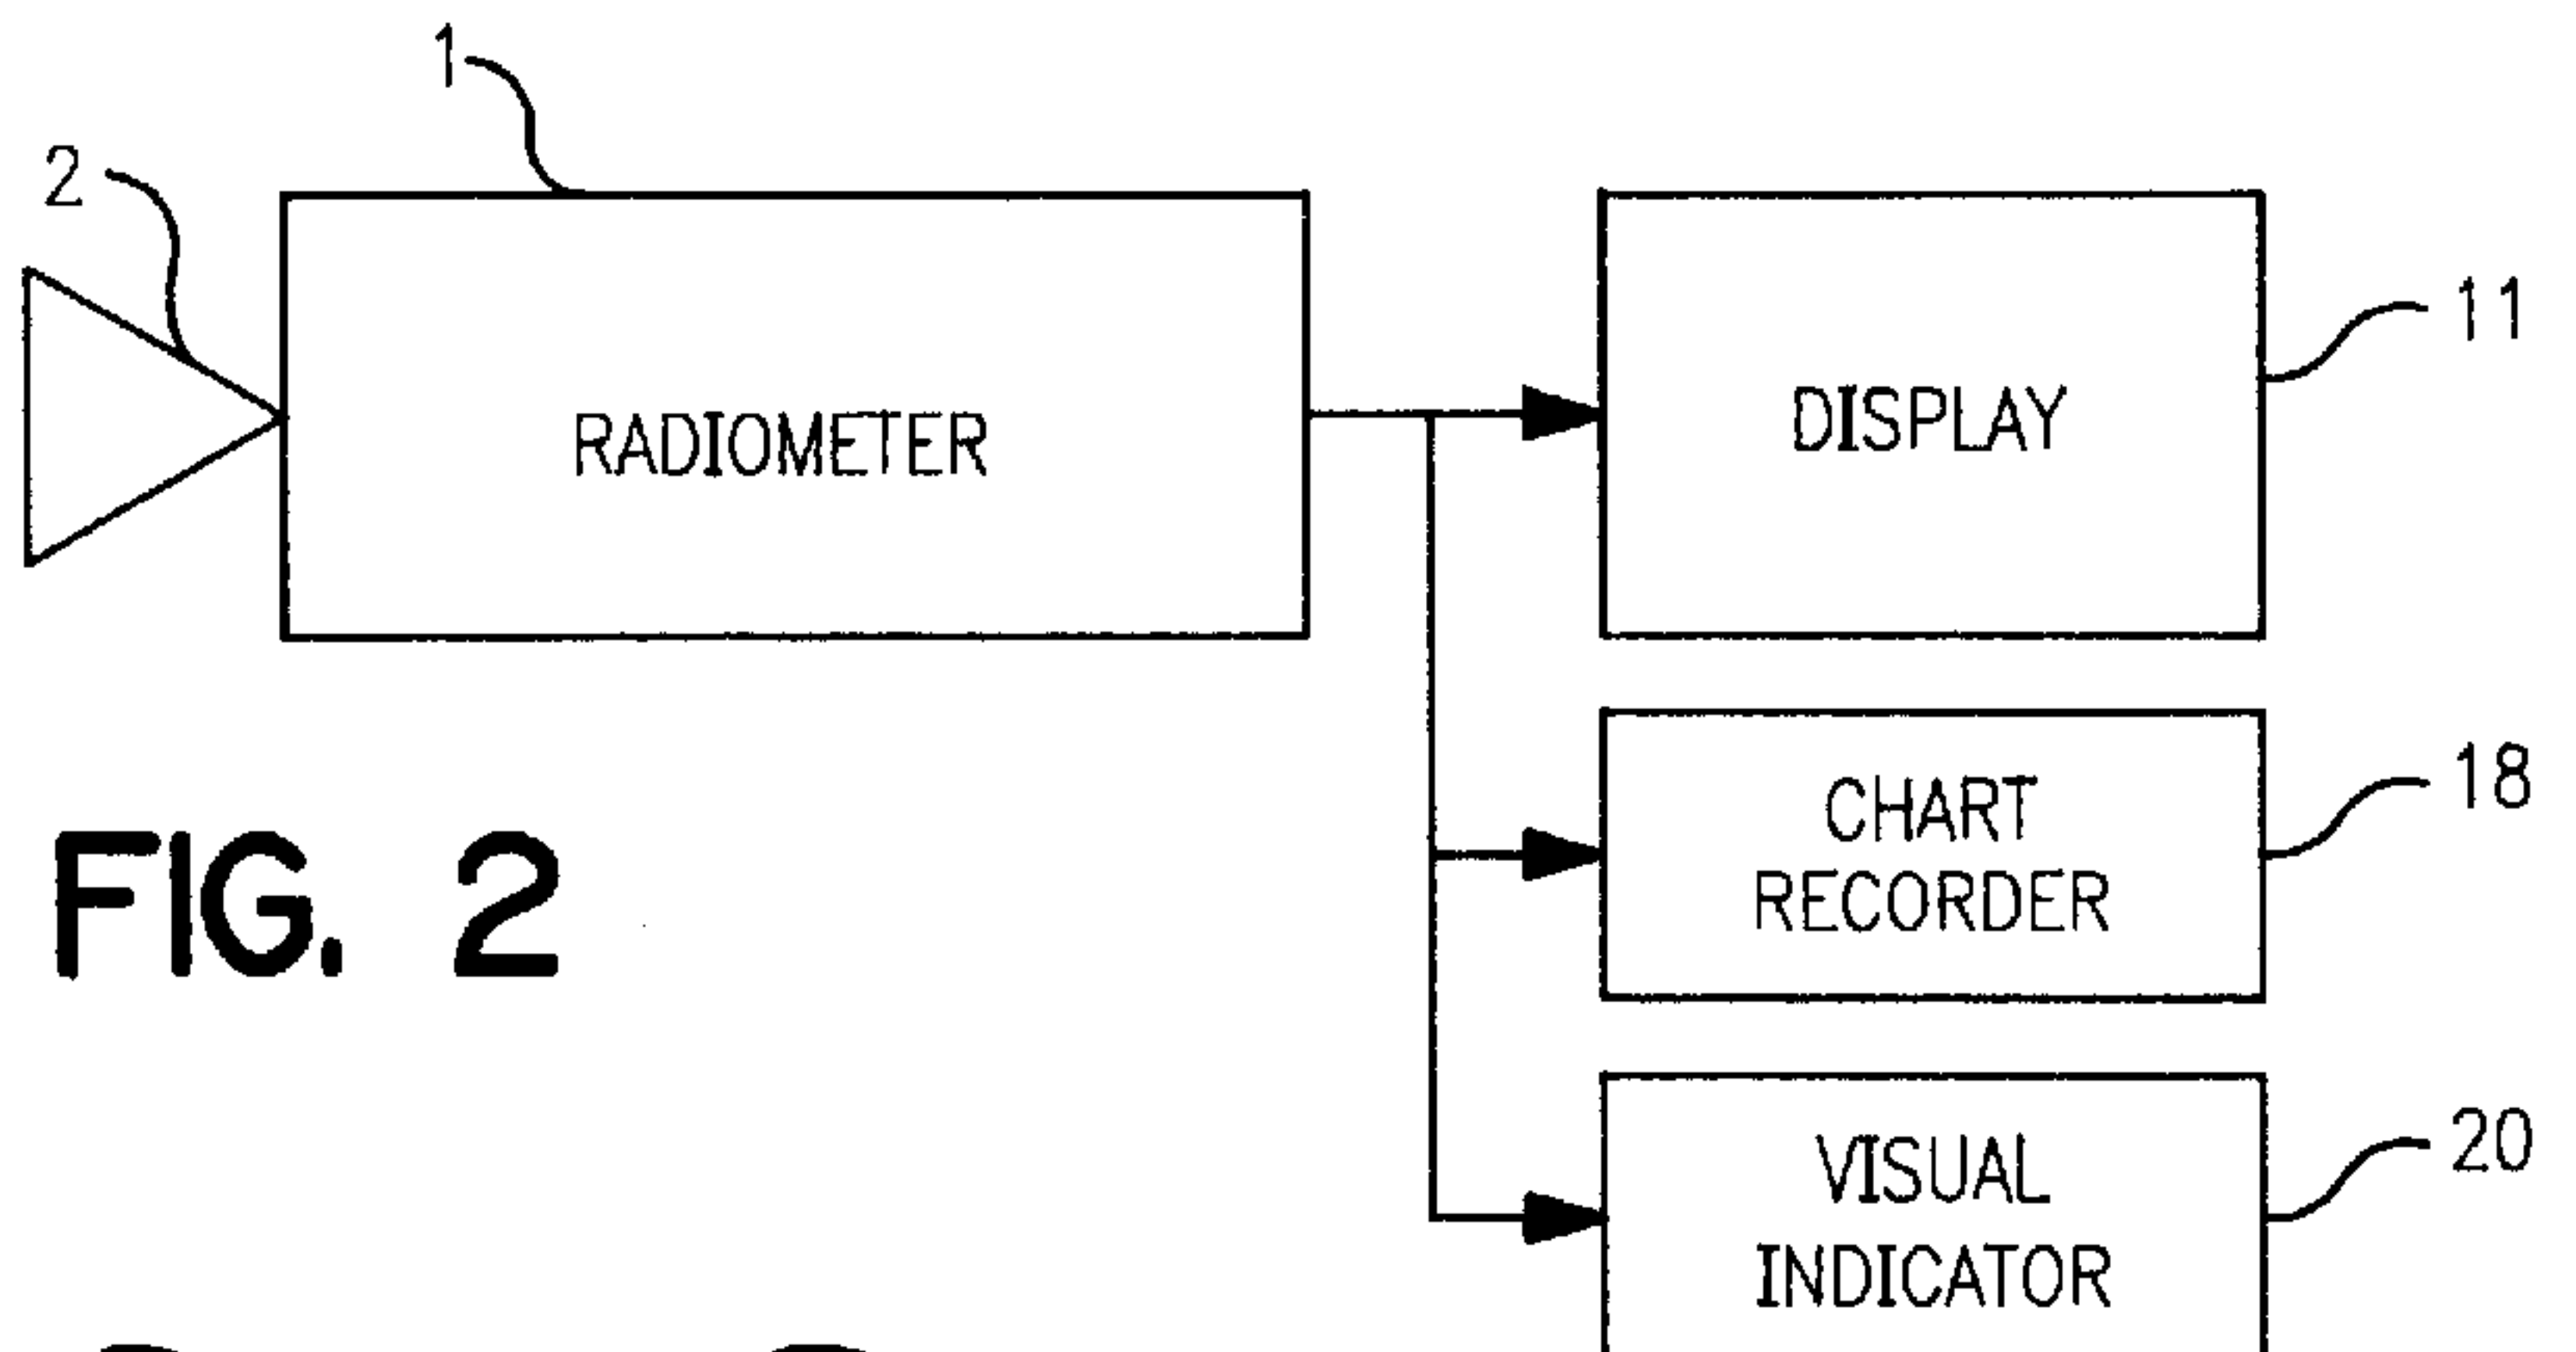 1
2
RADIOMETER
DISPLAY
11
CHART
RECORDER
18
FIG. 2
VISUAL
INDICATOR
20